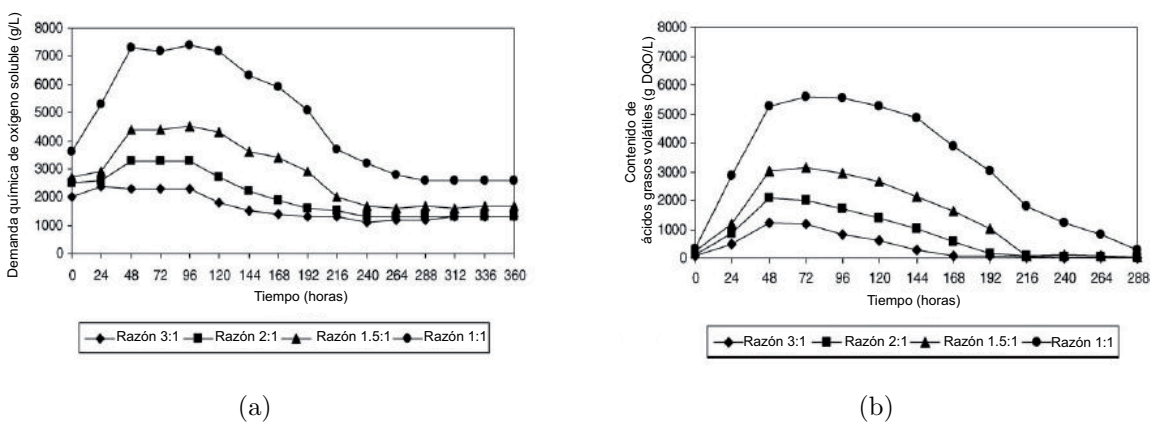 Demanda química de oxígeno soluble (g/L)
8000
7000
6000
5000
4000
3000
2000
1000
0
0 24 48 72 96 120 144 168 192 216 240 264 288 312 336 360
Tiempo (horas)
Razón 3:1 Razón 2:1 Razón 1.5:1 Razón 1:1
(a)
Contenido de
ácidos grasos volátiles (g DQO/L)
8000
7000
6000
5000
4000
3000
2000
1000
0
0 24 48 72 96 120 144 168 192 216 240 264 288
Tiempo (horas)
Razón 3:1 Razón 2:1 Razón 1.5:1 Razón 1:1
(b)